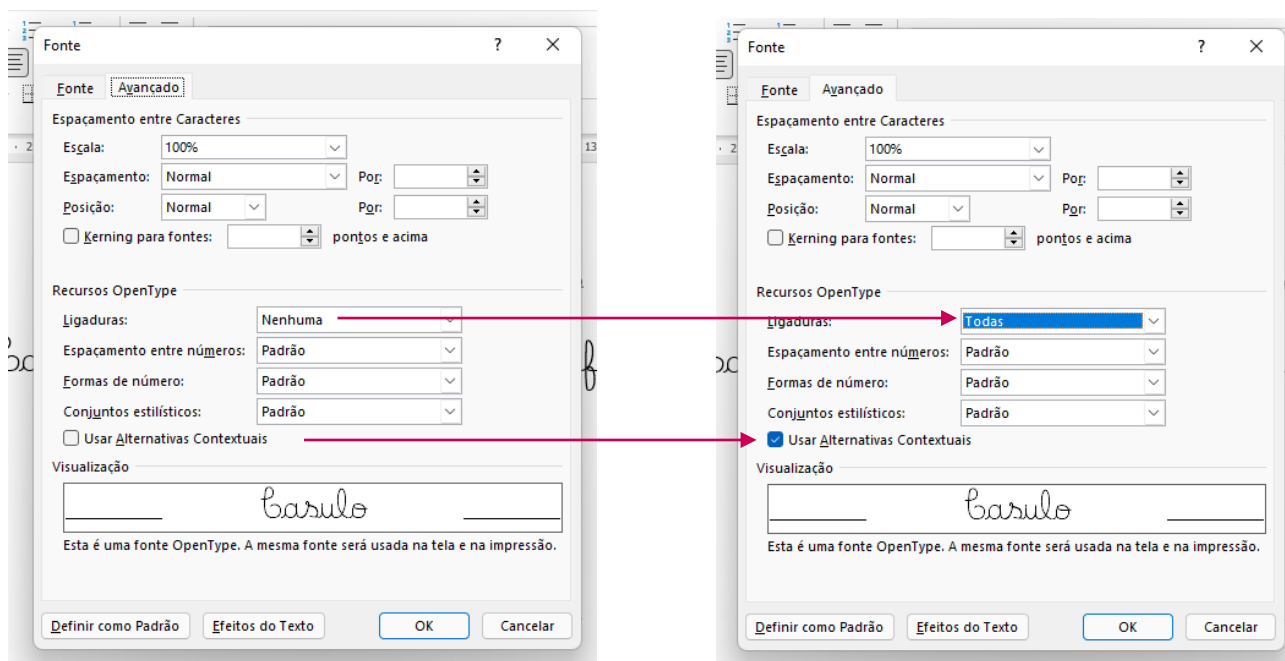 Fonte ? ×
Fonte Avançado
Espaçamento entre Caracteres
Escala: 100%
Espaçamento: Normal Por:
Posição: Normal Por:
Kerning para fontes: pontos e acima
Recursos OpenType
Ligaduras: Nenhuma
Espaçamento entre números: Padrão
Formas de número: Padrão
Conjuntos estilísticos: Padrão
Usar Alternativas Contextuais
Visualização
Casulo
Esta é uma fonte OpenType. A mesma fonte será usada na tela e na impressão.
Definir como Padrão Efeitos do Texto OK Cancelar
Fonte ? ×
Fonte Avançado
Espaçamento entre Caracteres
Escala: 100%
Espaçamento: Normal Por:
Posição: Normal Por:
Kerning para fontes: pontos e acima
Recursos OpenType
Ligaduras: Todas
Espaçamento entre números: Padrão
Formas de número: Padrão
Conjuntos estilísticos: Padrão
Usar Alternativas Contextuais
Visualização
Casulo
Esta é uma fonte OpenType. A mesma fonte será usada na tela e na impressão.
Definir como Padrão Efeitos do Texto OK Cancelar